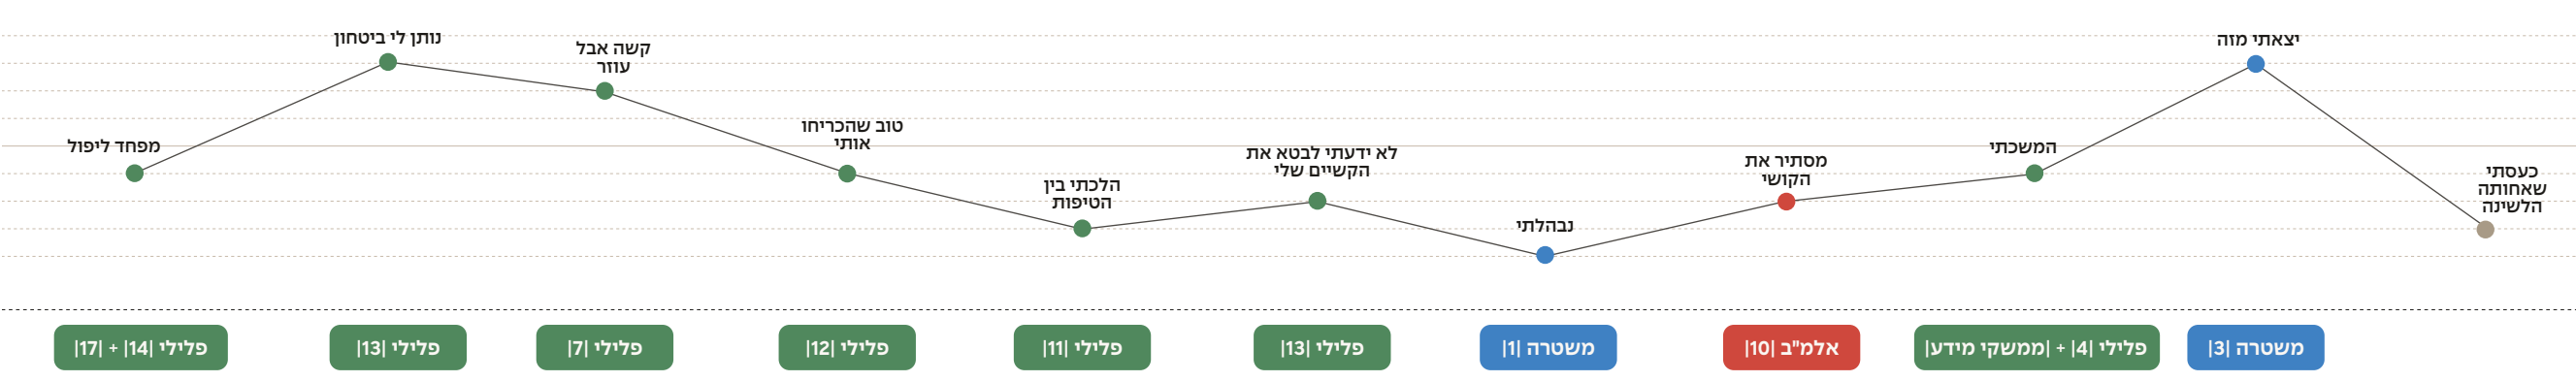 כעסתי
שאחותה
הלשינה
יצאתי מזה
המשכתי
מסתיר את
הקושי
נבהלתי
לא ידעתי לבטא את
הקשיים שלי
הלכתי בין
הטיפות
טוב שהכריחו
אותי
קשה אבל
עוזר
נותן לי ביטחון
מפחד ליפול
משטרה |3|
פלילי |4| + |ממשקי מידע|
אלמ"ב |10|
משטרה |1|
פלילי |13|
פלילי |11|
פלילי |12|
פלילי |7|
פלילי |13|
פלילי |14| + |17|